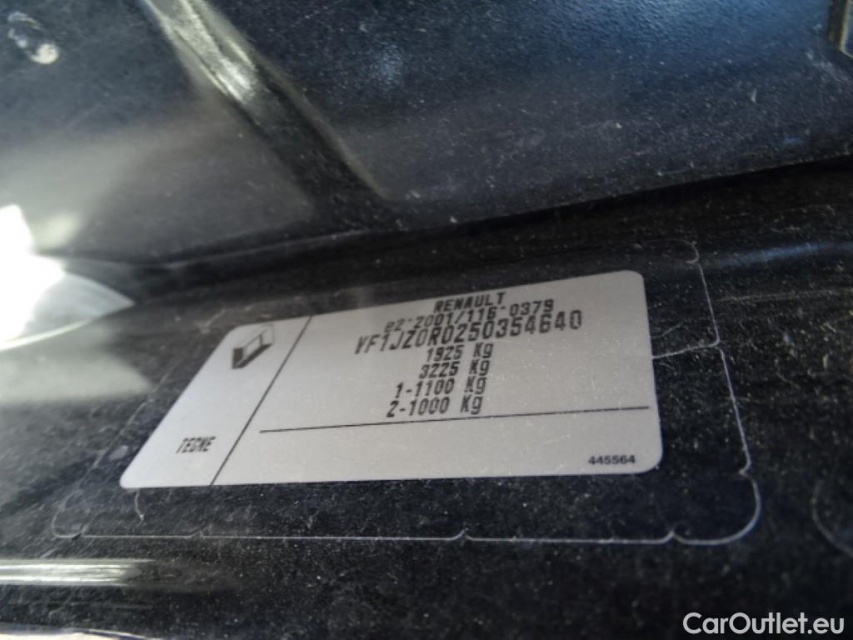 RENAULT
e2*2001/116*0379
VF1JZ0R0250354640
1925 Kg
3225 Kg
1-1100 Kg
2-1000 Kg
TEGNE
445564
CarOutlet.eu